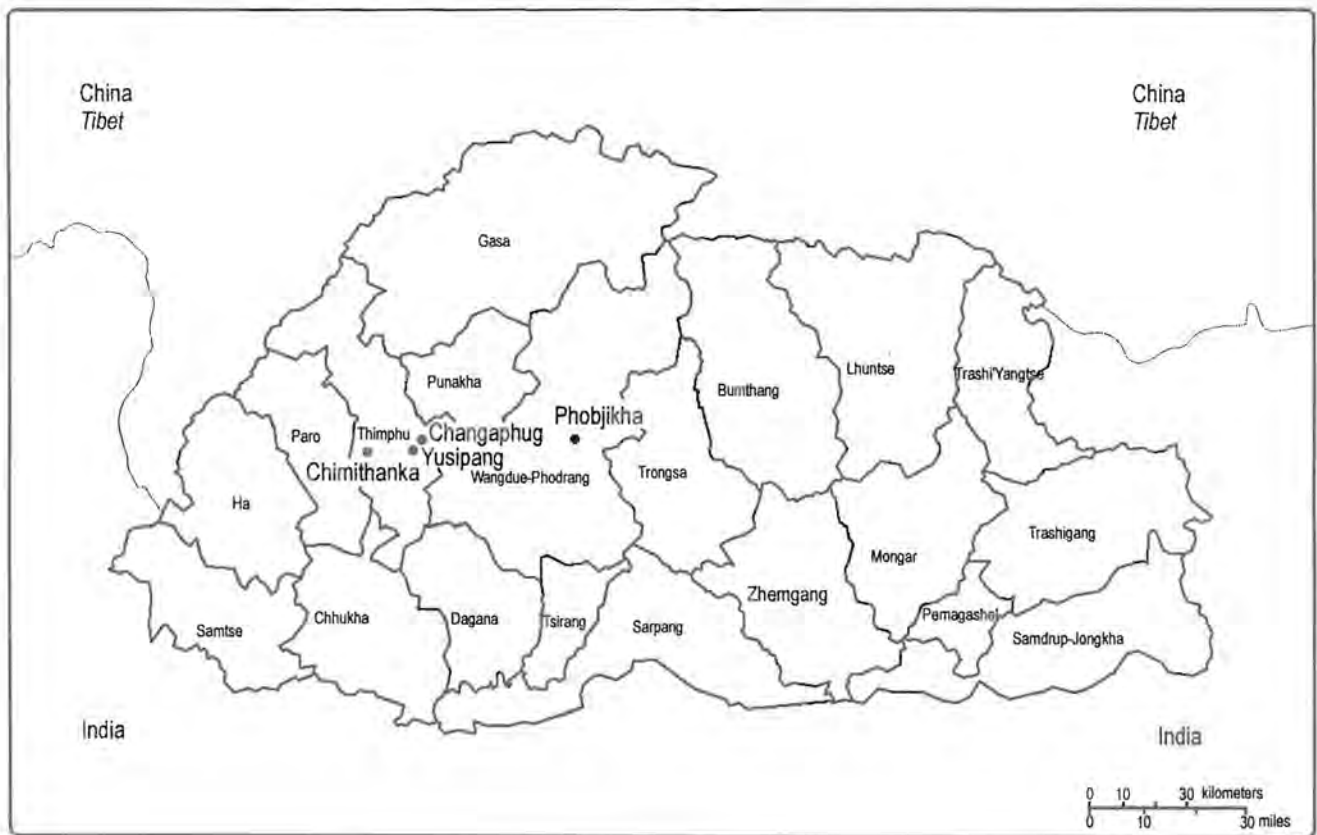 China
Tibet
China
Tibet
Gasa
Punakha
Lhuntse
Trashi'Yangtse
Bumthang
Phobjikha
Paro
Thimphu
Changaphug
Yusipang
Chimithanka
Wangdue-Phodrang
Trongsa
Ha
Trashigang
Mongar
Zhemgang
Samtse
Chhukha
Dagana
Tsirang
Sarpang
Pemagashel
Samdrup-Jongkha
India
India
0 10 30 kilometers
0 10 30 miles